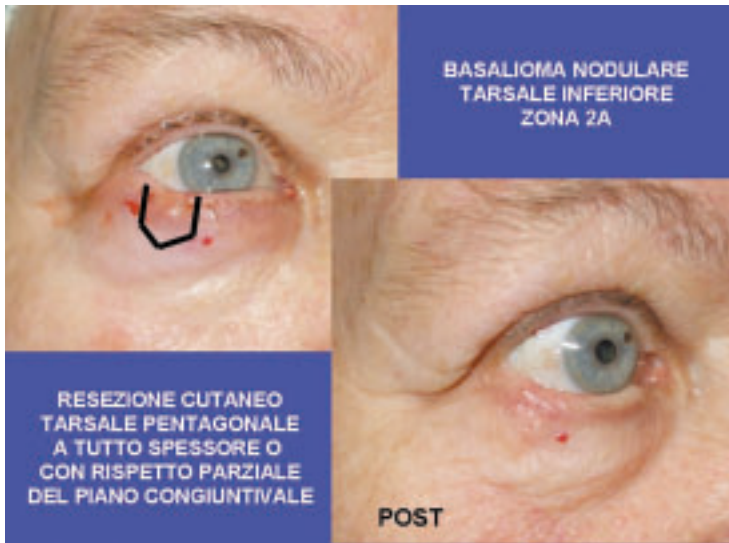 BASALIOMA NODULARE
TARSALE INFERIORE
ZONA 2A
RESEZIONE CUTANEO
TARSALE PENTAGONALE
A TUTTO SPESSORE O
CON RISPETTO PARZIALE
DEL PIANO CONGIUNTIVALE
POST